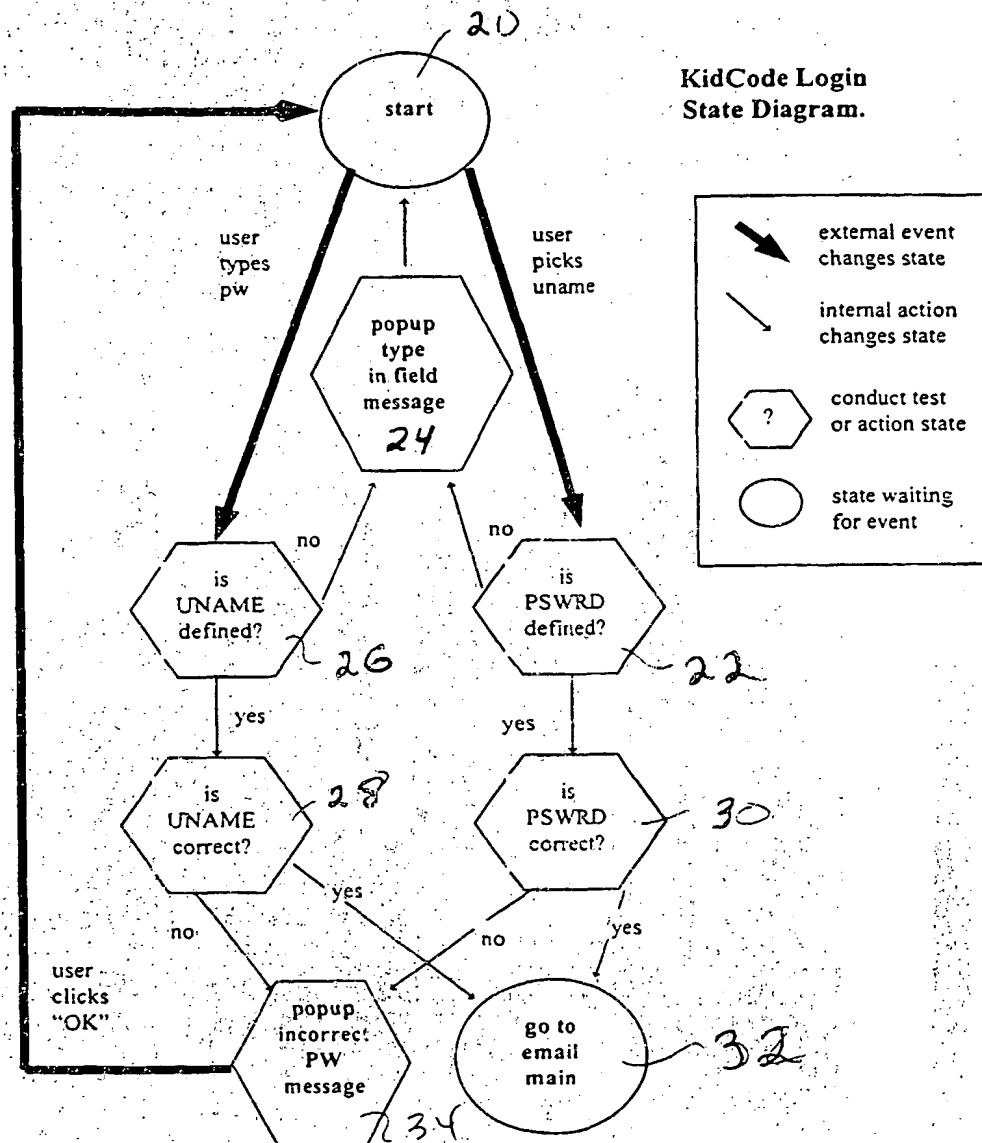 20
KidCode Login
State Diagram.
start
user
types
pw
user
picks
uname
popup
type
in field
message
24
external event
changes state
internal action
changes state
?
conduct test
or action state
state waiting
for event
no
no
is
UNAME
defined?
26
is
PSWRD
defined?
22
yes
yes
is
UNAME
correct?
28
is
PSWRD
correct?
30
no
yes
no
yes
user
clicks
"OK"
popup
incorrect
PW
message
34
go to
email
main
32